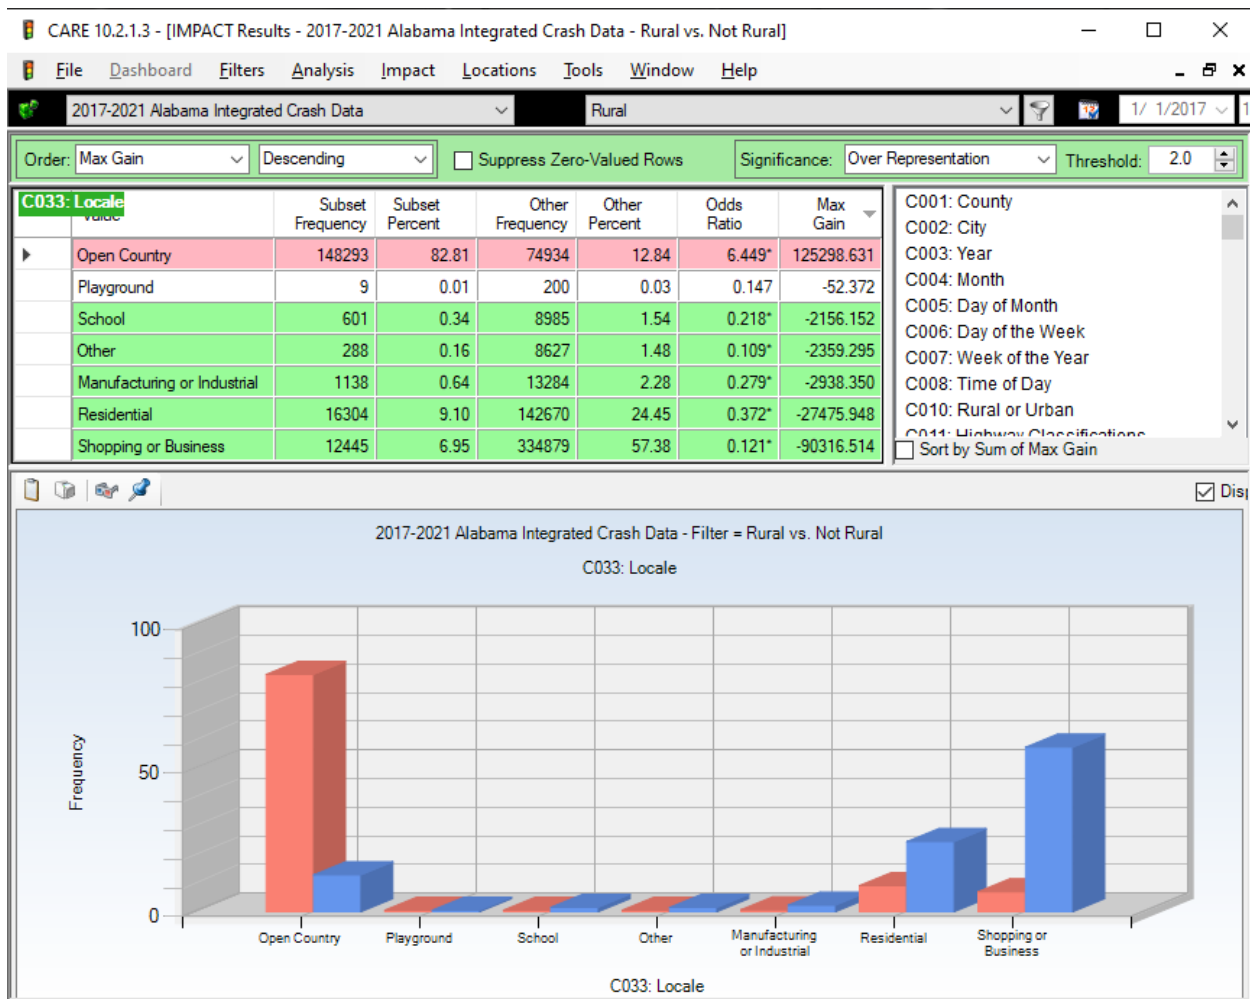 CARE 10.2.1.3 - [IMPACT Results - 2017-2021 Alabama Integrated Crash Data - Rural vs. Not Rural]
File Dashboard Filters Analysis Impact Locations Tools Window Help
2017-2021 Alabama Integrated Crash Data Rural 1/ 1/2017
Order: Max Gain Descending Suppress Zero-Valued Rows Significance: Over Representation Threshold: 2.0
C033: Locale
Subset Frequency Subset Percent Other Frequency Other Percent Odds Ratio Max Gain
Open Country 148293 82.81 74934 12.84 6.449* 125298.631
Playground 9 0.01 200 0.03 0.147 -52.372
School 601 0.34 8985 1.54 0.218* -2156.152
Other 288 0.16 8627 1.48 0.109* -2359.295
Manufacturing or Industrial 1138 0.64 13284 2.28 0.279* -2938.350
Residential 16304 9.10 142670 24.45 0.372* -27475.948
Shopping or Business 12445 6.95 334879 57.38 0.121* -90316.514
C001: County
C002: City
C003: Year
C004: Month
C005: Day of Month
C006: Day of the Week
C007: Week of the Year
C008: Time of Day
C010: Rural or Urban
C011: Highway Classifications
Sort by Sum of Max Gain
2017-2021 Alabama Integrated Crash Data - Filter = Rural vs. Not Rural
C033: Locale
100
50
0
Frequency
Open Country
Playground
School
Other
Manufacturing
or Industrial
Residential
Shopping or
Business
C033: Locale